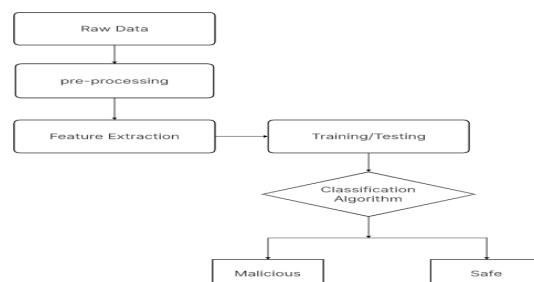 Raw Data
pre-processing
Feature Extraction
Training/Testing
Classification
Algorithm
Malicious
Safe